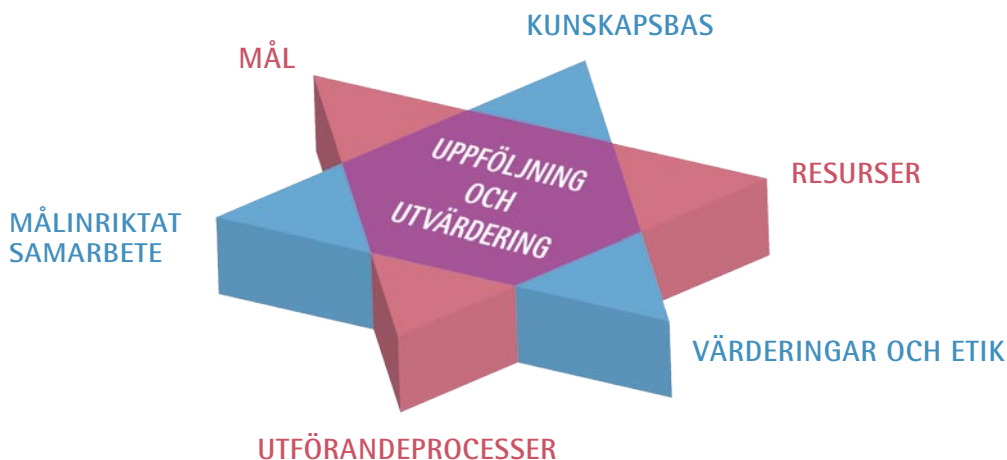 KUNSKAPSBAS
MÅL
UPPFÖLJNING
OCH
UTVÄRDERING
RESURSER
MÅLINRIKTAT
SAMARBETE
VÄRDERINGAR OCH ETIK
UTFÖRANDEPROCESSER